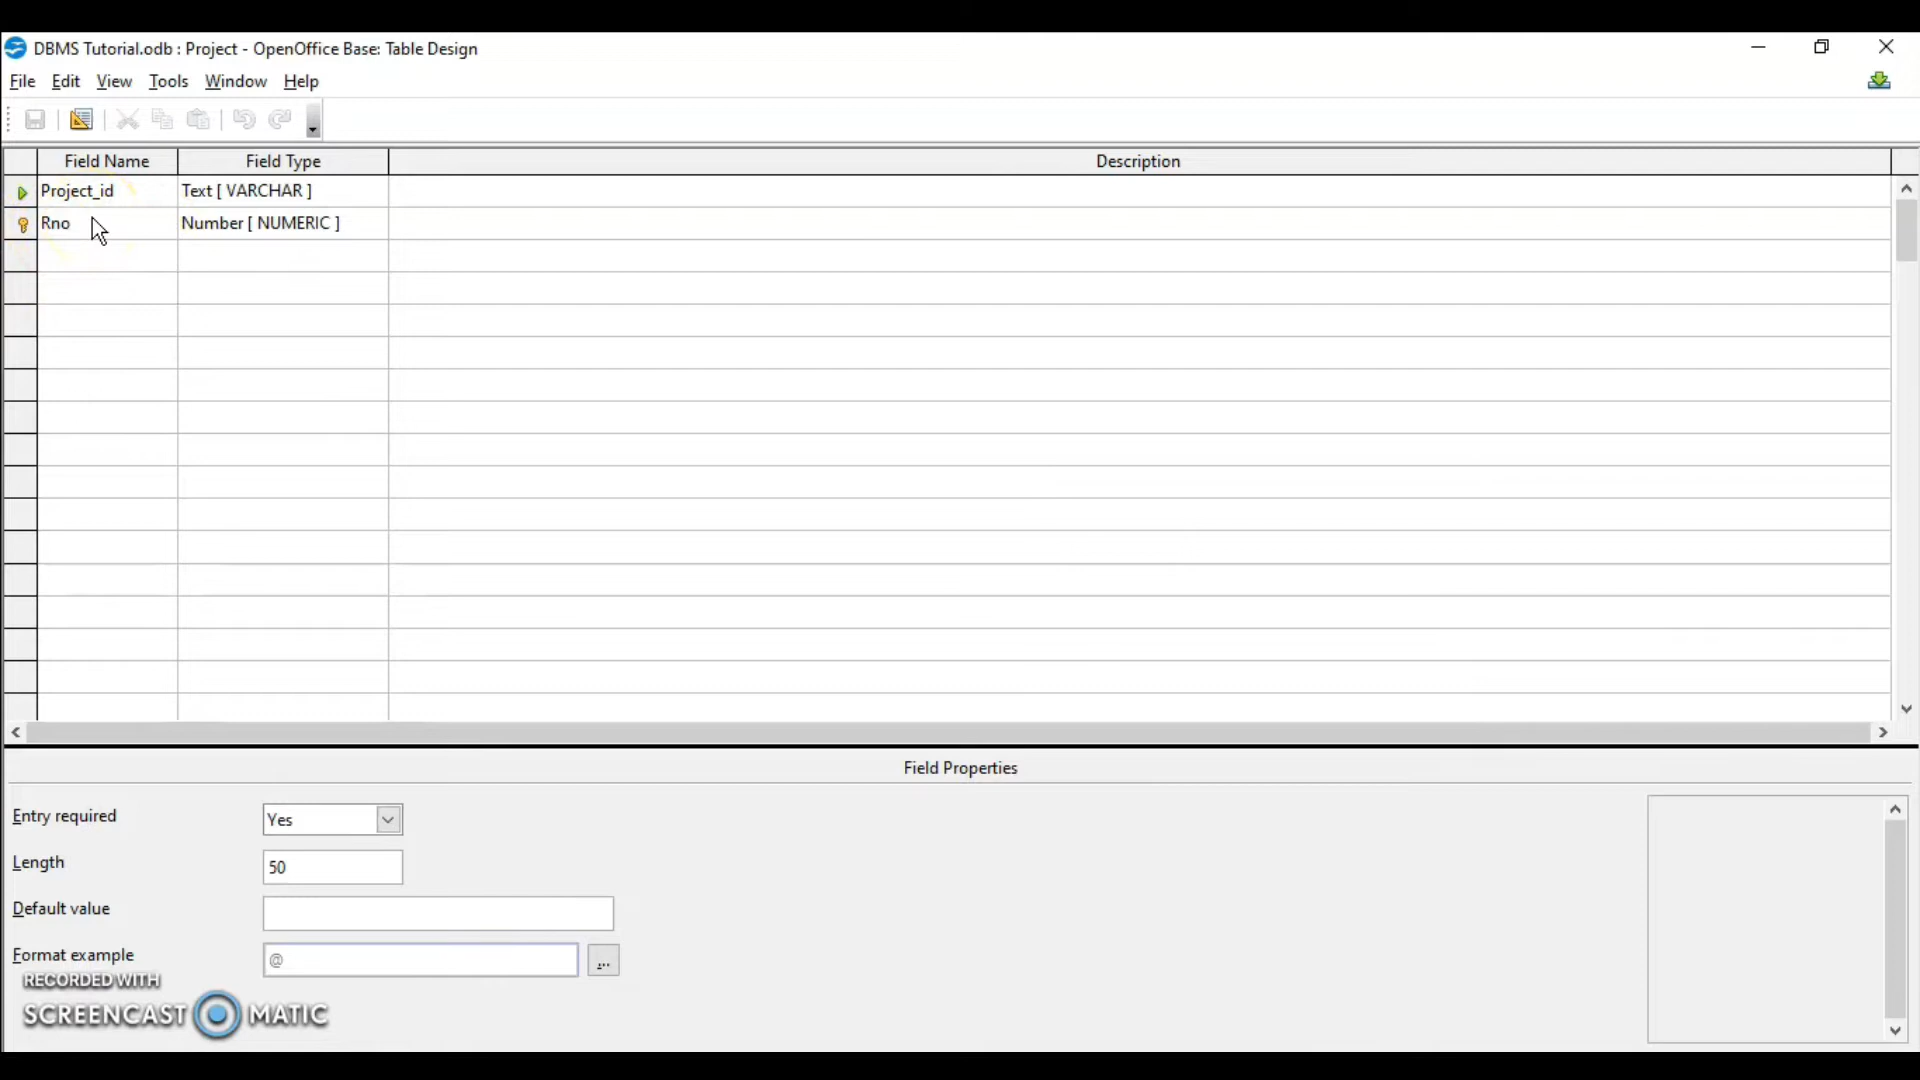 DBMS Tutorial.odb : Project - OpenOffice Base: Table Design
File Edit View Tools Window Help
Field Name Field Type Description
Project_id Text [ VARCHAR ]
Rno Number [ NUMERIC ]
Field Properties
Entry required Yes
Length 50
Default value
Format example @ ...
RECORDED WITH
SCREENCAST MATIC